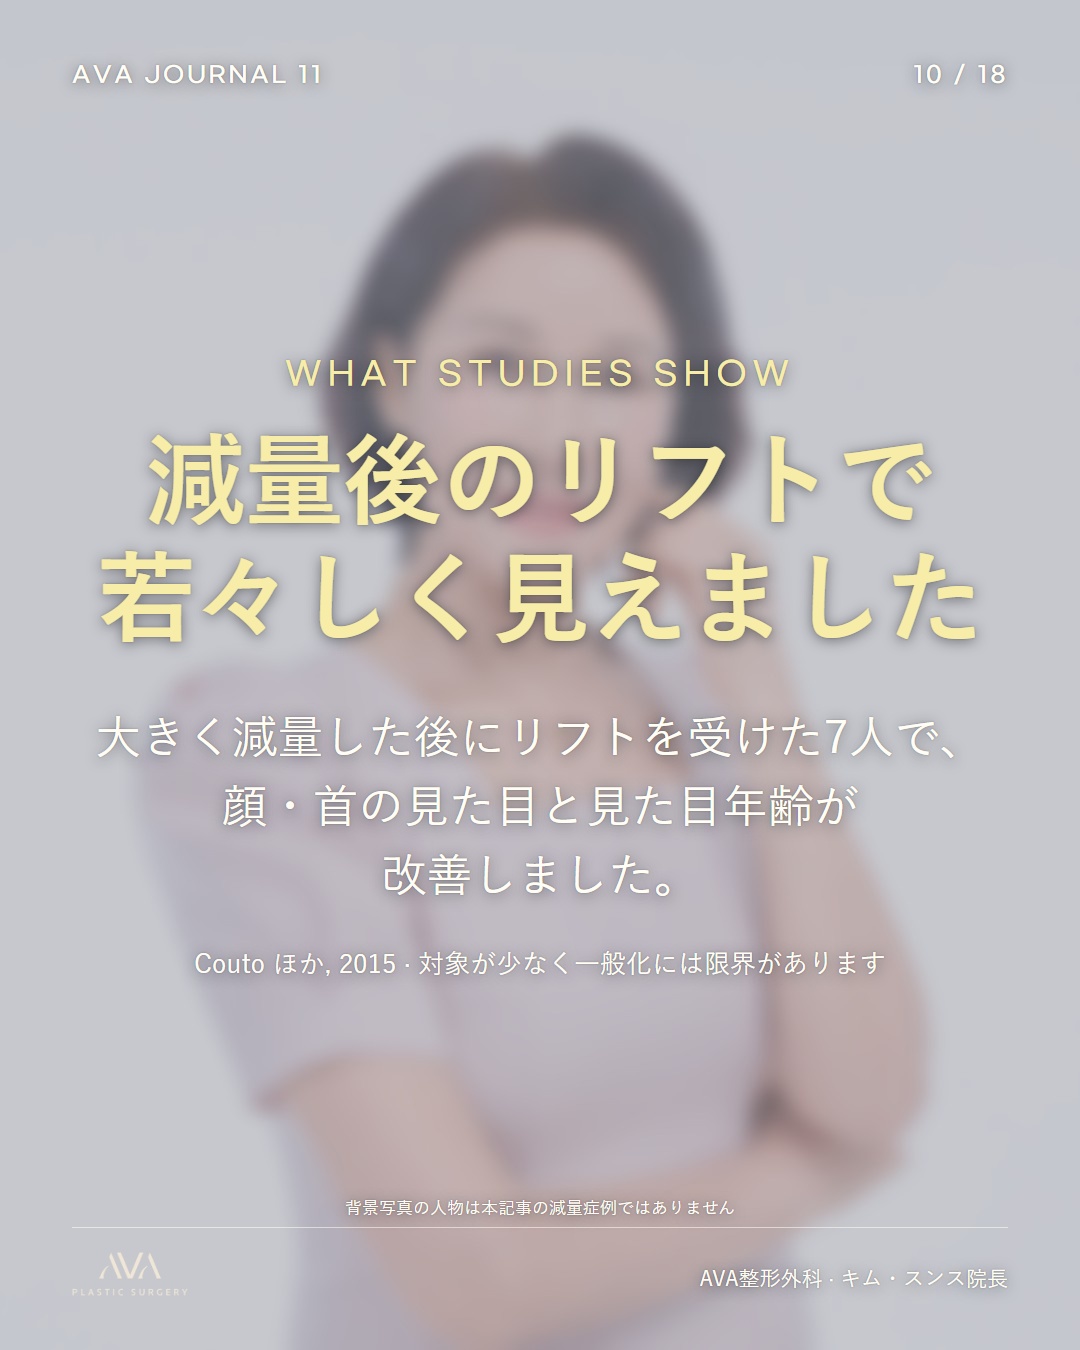 AVA JOURNAL 11
10 / 18
WHAT STUDIES SHOW
減量後のリフトで
若々しく見えました
大きく減量した後にリフトを受けた7人で、
顔・首の見た目と見た目年齢が
改善しました。
Couto ほか, 2015 · 対象が少なく一般化には限界があります
背景写真の人物は本記事の減量症例ではありません
AVA
PLASTIC SURGERY
AVA整形外科 · キム・スンス院長